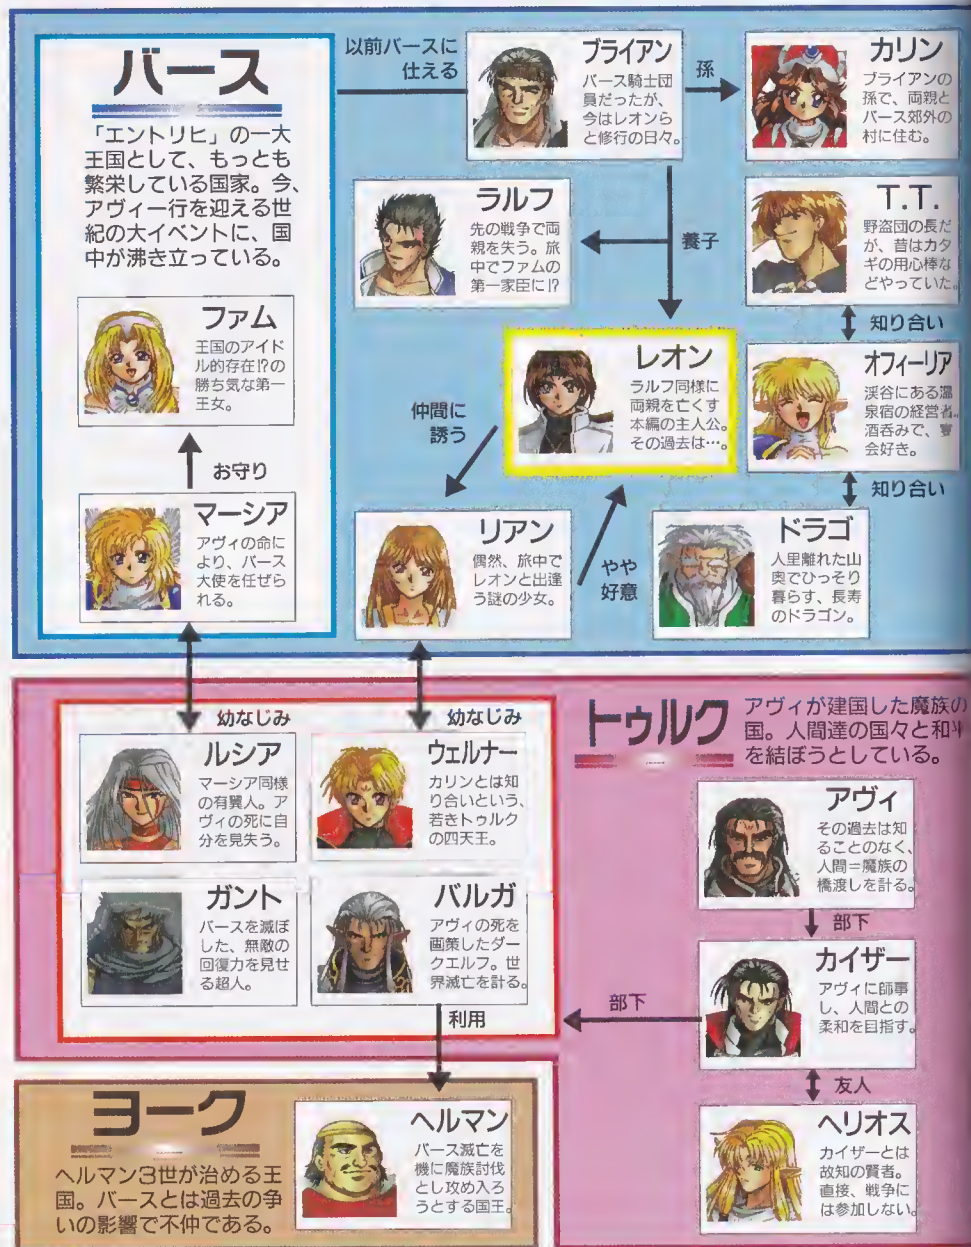 バース
「エントリヒ」の一大
王国として、もっとも
繁栄している国家。今、
アヴィ一行を迎える世
紀の大イベントに、国
中が沸き立っている。
ファム
王国のアイド
ル的存在!?の
勝ち気な第一
王女。
お守り
マーシア
アヴィの命に
より、バース
大使を任ぜら
れる。
以前バースに
仕える
ブライアン
バース騎士団
員だったが、
今はレオンら
と修行の日々。
孫
カリン
ブライアンの
孫で、両親と
バース郊外の
村に住む。
ラルフ
先の戦争で両
親を失う。旅
中でファムの
第一家臣に!?
養子
T.T.
野盗団の長だ
が、昔はカタ
ギの用心棒な
どやっていた。
知り合い
レオン
ラルフ同様に
両親を亡くす
本編の主人公。
その過去は…。
オフィーリア
渓谷にある温
泉宿の経営者。
酒呑みで、宴
会好き。
知り合い
仲間に
誘う
リアン
偶然、旅中で
レオンと出逢
う謎の少女。
やや
好意
ドラゴ
人里離れた山
奥でひっそり
暮らす、長寿
のドラゴン。
幼なじみ
幼なじみ
ルシア
マーシア同様
の有翼人。ア
ヴィの死に自
分を見失う。
ウェルナー
カリンとは知
り合いという、
若きトゥルク
の四天王。
ガント
バースを滅ぼ
した、無敵の
回復力を見せ
る超人。
バルガ
アヴィの死を
画策したダー
クエルフ。世
界滅亡を計る。
利用
トゥルク
アヴィが建国した魔族の
国。人間達の国々と和
を結ぼうとしている。
アヴィ
その過去は知
ることのなく、
人間=魔族の
橋渡しを計る。
部下
カイザー
アヴィに師事
し、人間との
柔和を目指す。
部下
友人
ヘリオス
カイザーとは
故知の賢者。
直接、戦争に
は参加しない。
ヨーク
ヘルマン3世が治める王
国。バースとは過去の争
いの影響で不仲である。
ヘルマン
バース滅亡を
機に魔族討伐
とし攻め入ろ
うとする国王。